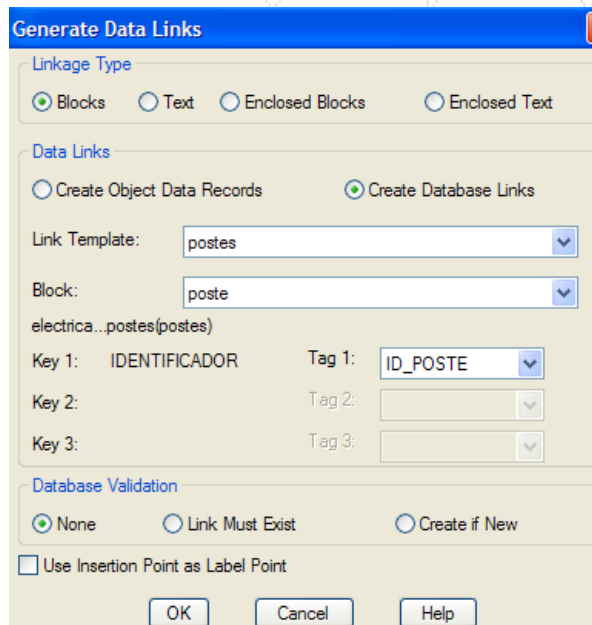 Generate Data Links
Linkage Type
Blocks Text Enclosed Blocks Enclosed Text
Data Links
Create Object Data Records Create Database Links
Link Template: postes
Block: poste
electrica...postes(postes)
Key 1: IDENTIFICADOR Tag 1: ID_POSTE
Key 2: Tag 2:
Key 3: Tag 3:
Database Validation
None Link Must Exist Create if New
Use Insertion Point as Label Point
OK Cancel Help